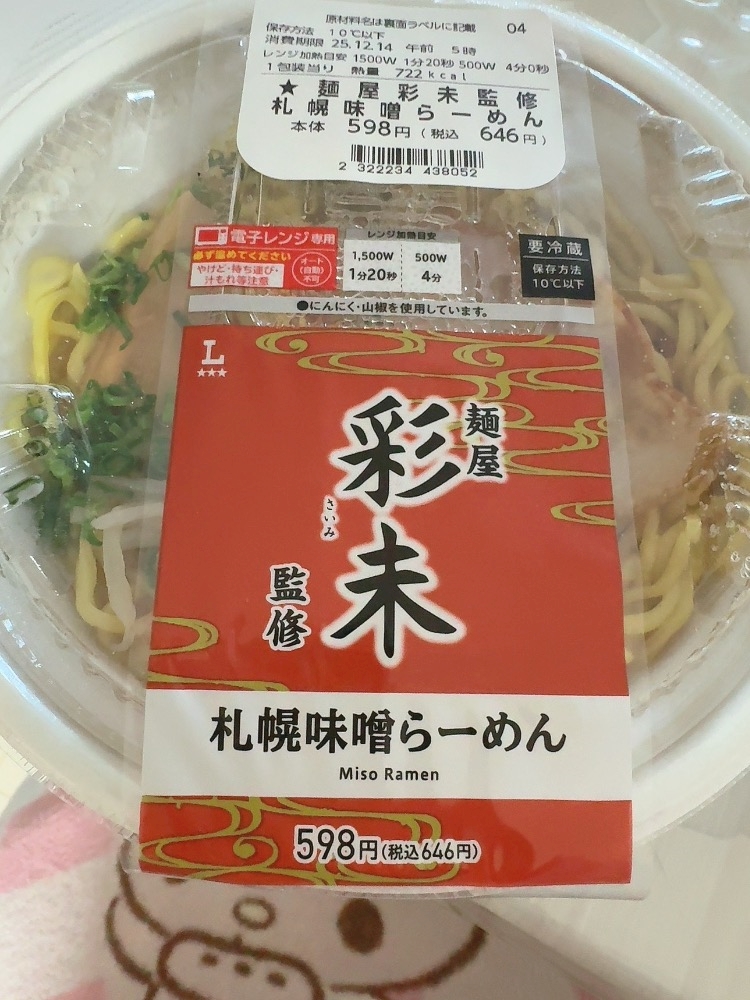 原材料名は裏面ラベルに記載 04
保存方法 10℃以下
消費期限 25.12.14 午前 5時
レンジ加熱目安 1500W 1分20秒 500W 4分0秒
1包装当り 熱量 722kcal
★麺屋彩未監修
札幌味噌らーめん
本体 598円(税込 646円)
2 322234 438052
電子レンジ専用
必ず温めてください
やけど・持ち運び・
汁もれ等注意
オート
(自動)
不可
レンジ加熱目安
1,500W 500W
1分20秒 4分
要冷蔵
保存方法
10℃以下
●にんにく・山椒を使用しています。
L
★★★
麺屋
彩未
さいみ
監修
札幌味噌らーめん
Miso Ramen
598円(税込646円)